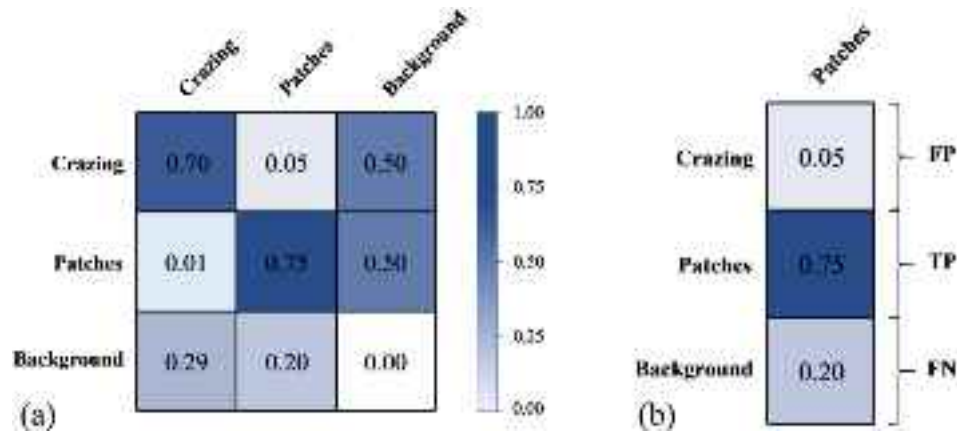 Crazing Patches Background
Crazing 0.70 0.05 0.50
Patches 0.01 0.75 0.50
Background 0.29 0.20 0.00
1.00
0.75
0.50
0.25
0.00
(a)
Patches
Crazing 0.05 FP
Patches 0.75 TP
Background 0.20 FN
(b)